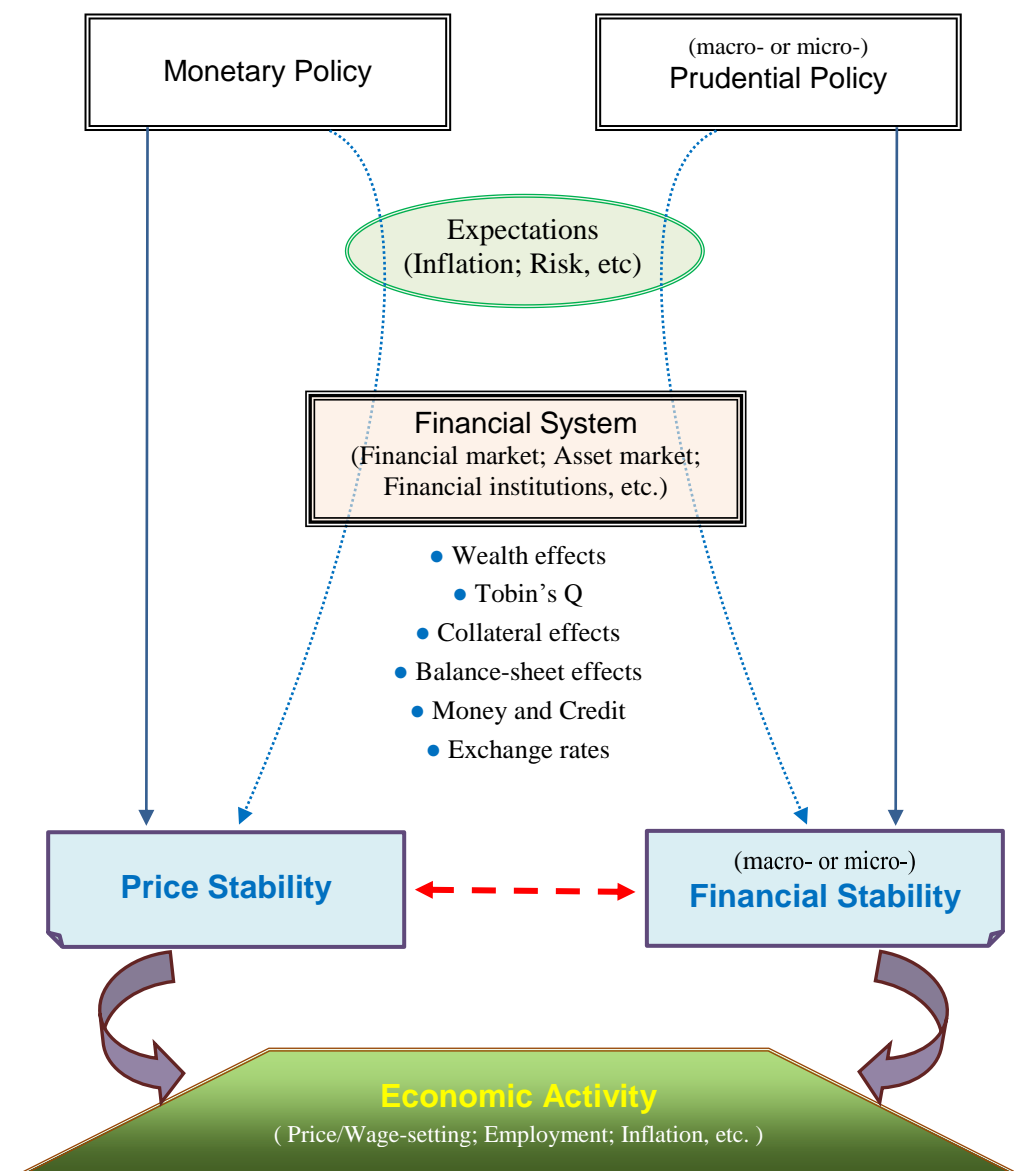 Monetary Policy
(macro- or micro-)
Prudential Policy
Expectations
(Inflation; Risk, etc)
Financial System
(Financial market; Asset market;
Financial institutions, etc.)
● Wealth effects
● Tobin’s Q
● Collateral effects
● Balance-sheet effects
● Money and Credit
● Exchange rates
Price Stability
(macro- or micro-)
Financial Stability
Economic Activity
( Price/Wage-setting; Employment; Inflation, etc. )